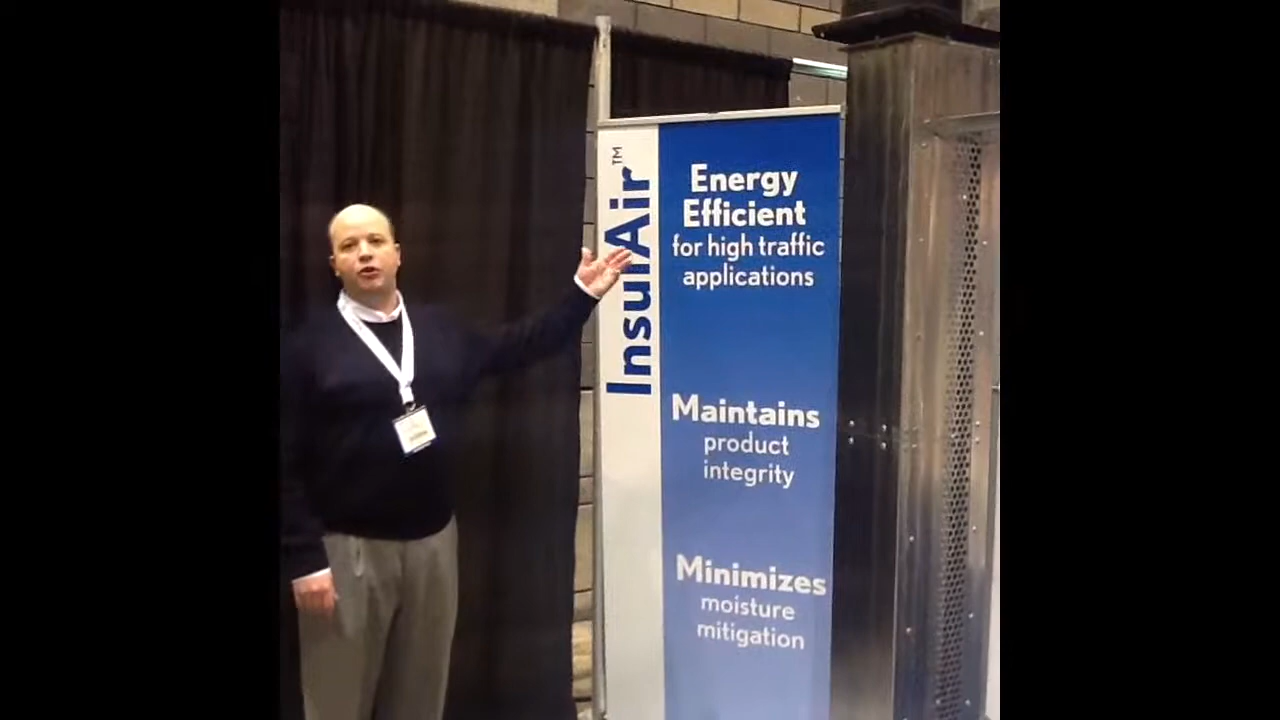 InsulAir™
Energy
Efficient
for high traffic
applications
Maintains
product
integrity
Minimizes
moisture
mitigation